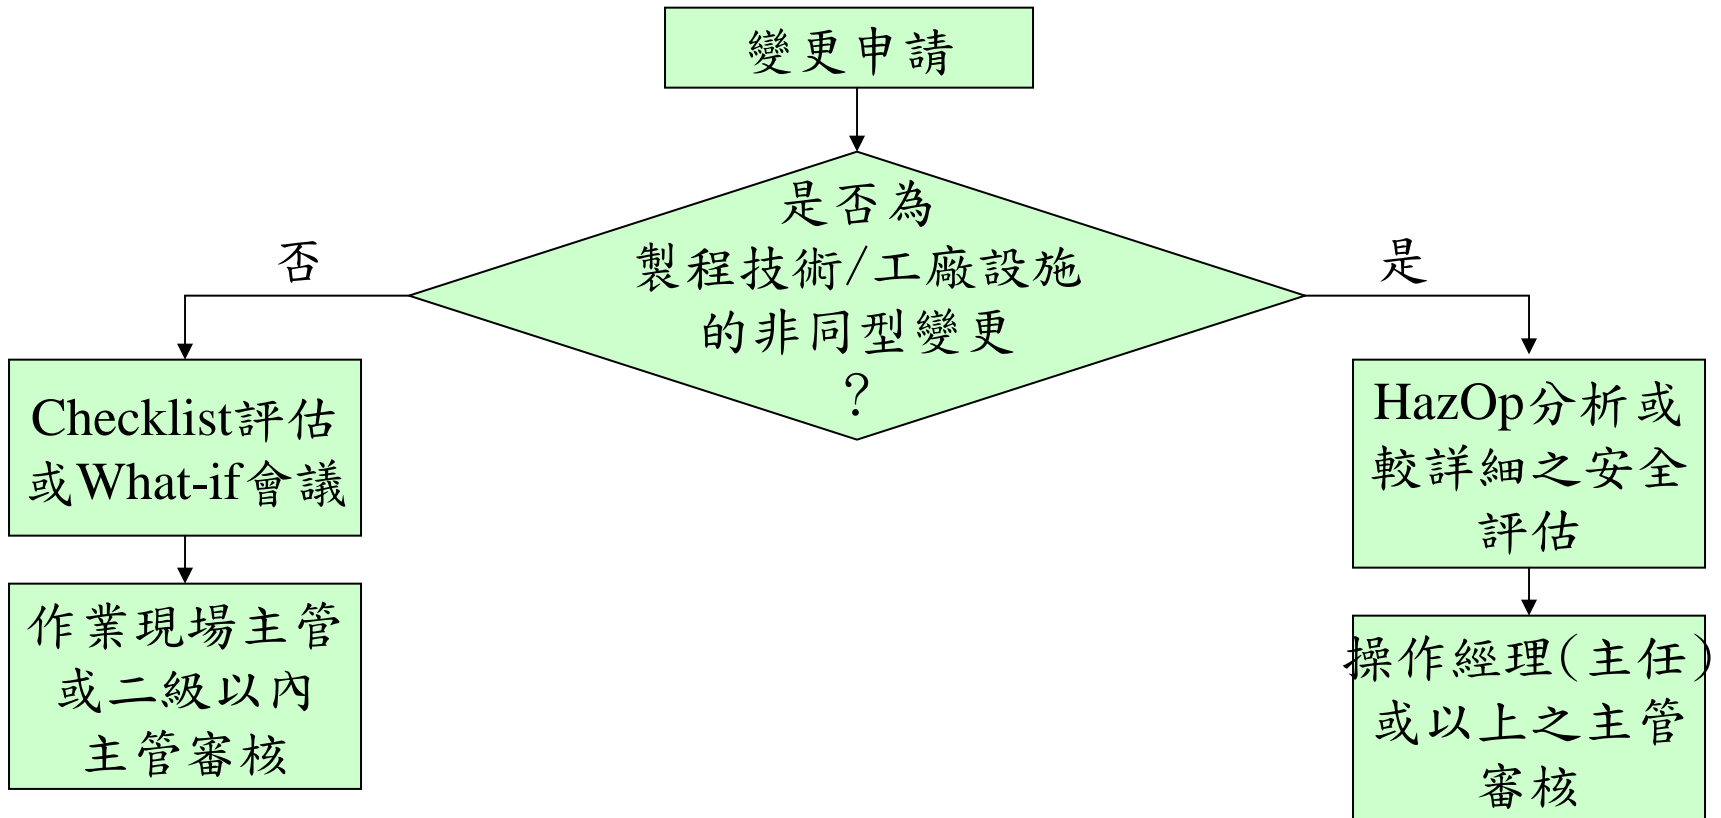 變更申請
是否為
製程技術/工廠設施
的非同型變更
?
否
是
Checklist評估
或What-if會議
作業現場主管
或二級以內
主管審核
HazOp分析或
較詳細之安全
評估
操作經理(主任)
或以上之主管
審核